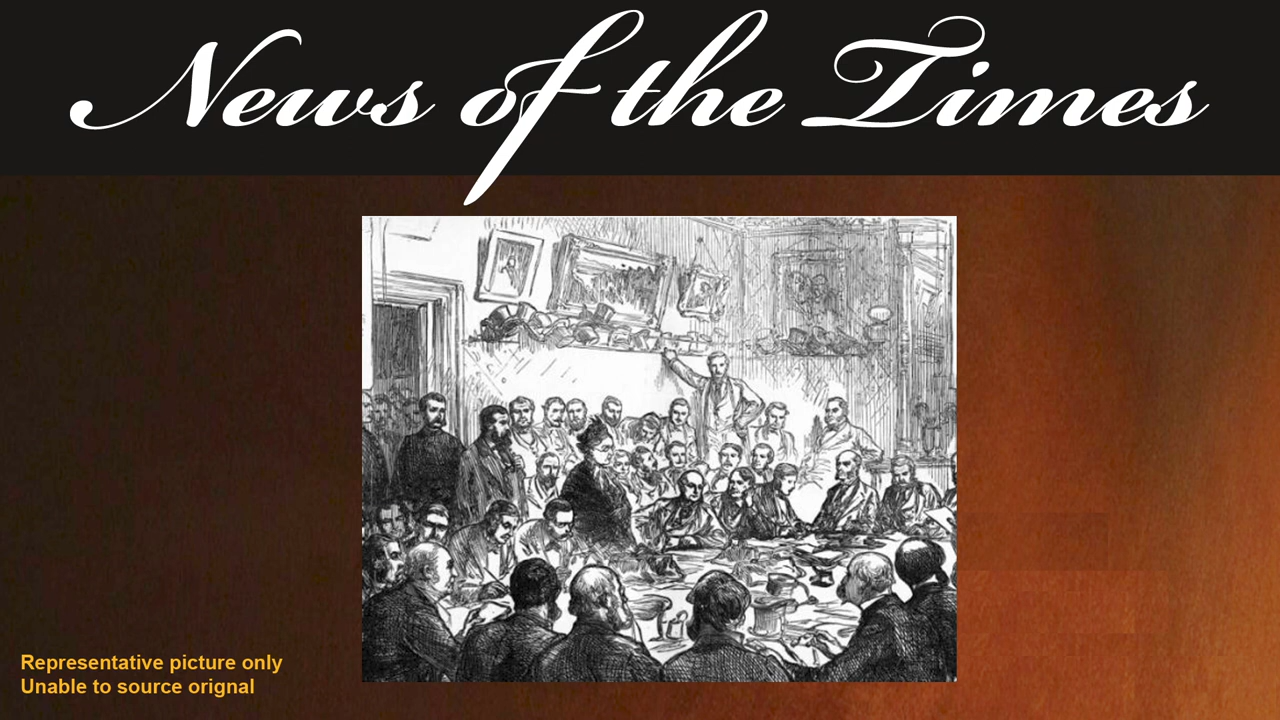 News of the Times
Representative picture only
Unable to source orignal